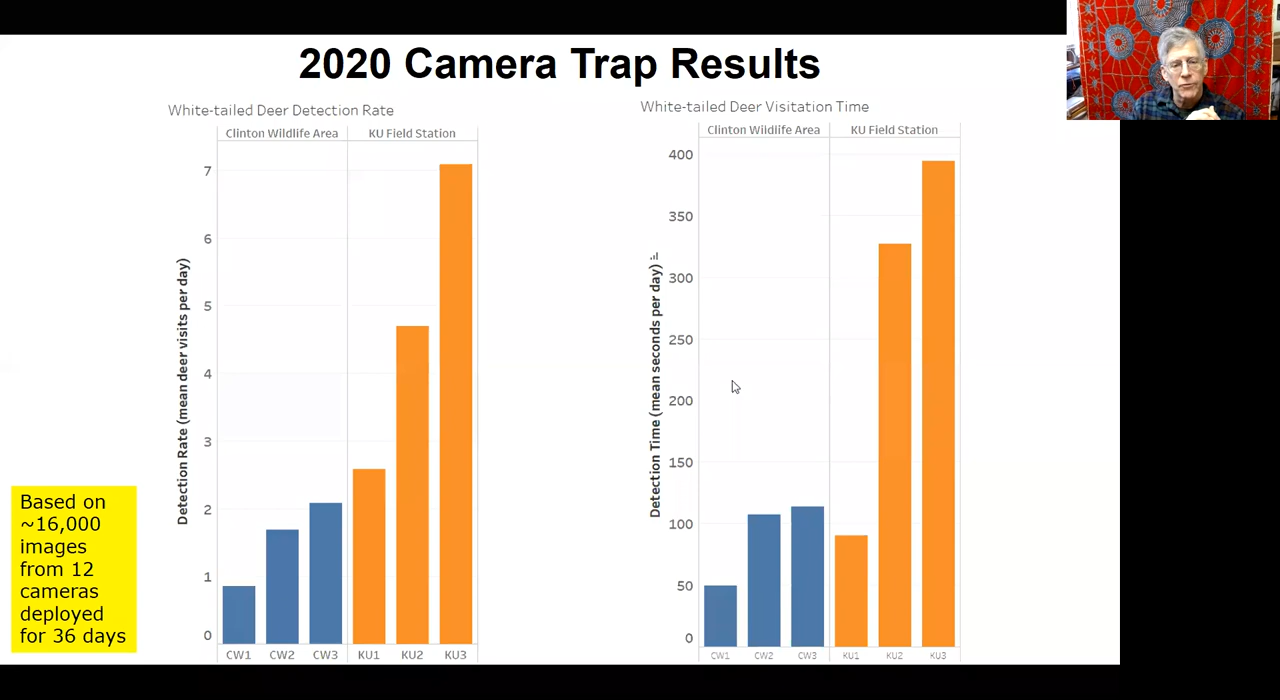 2020 Camera Trap Results
White-tailed Deer Detection Rate
Clinton Wildlife Area
KU Field Station
Detection Rate (mean deer visits per day)
7
6
5
4
3
2
1
0
CW1
CW2
CW3
KU1
KU2
KU3
White-tailed Deer Visitation Time
Clinton Wildlife Area
KU Field Station
Detection Time (mean seconds per day)
400
350
300
250
200
150
100
50
0
CW1
CW2
CW3
KU1
KU2
KU3
Based on
~16,000
images
from 12
cameras
deployed
for 36 days